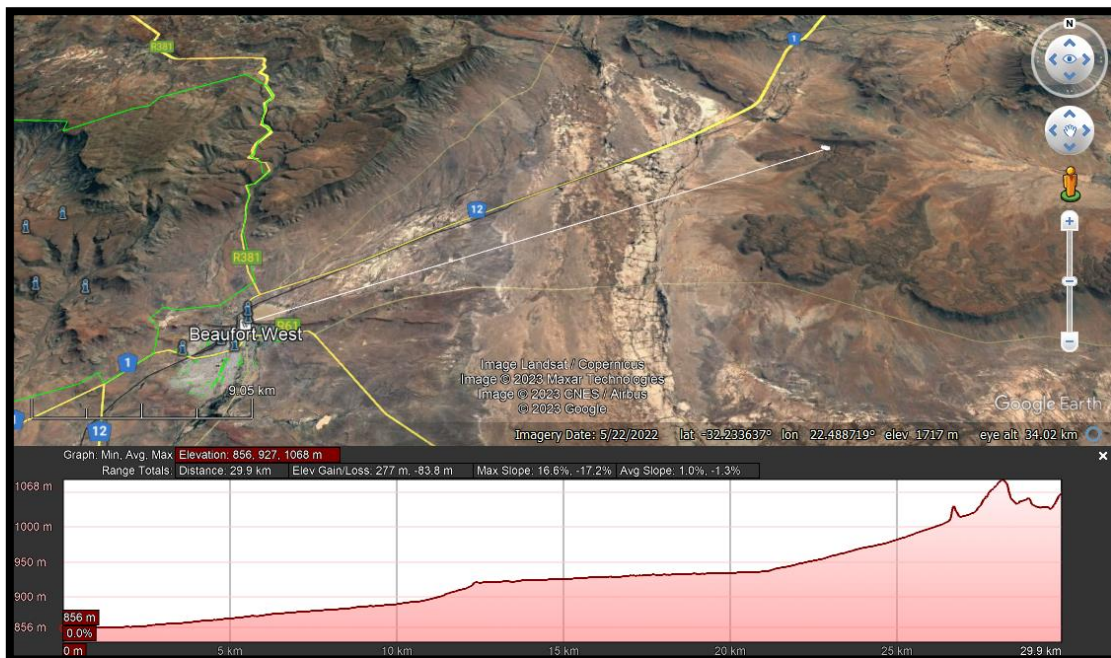 N
R381
1
12
R381
R61
Beaufort West
1
9.05 km
1
12
Image Landsat / Copernicus
Image © 2023 Maxar Technologies
Image © 2023 CNES / Airbus
© 2023 Google
Google Earth
Imagery Date: 5/22/2022 lat -32.233637° lon 22.488719° elev 1717 m eye alt 34.02 km
Graph: Min, Avg, Max Elevation: 856, 927, 1068 m
Range Totals: Distance: 29.9 km Elev Gain/Loss: 277 m, -83.8 m Max Slope: 16.6%, -17.2% Avg Slope: 1.0%, -1.3%
1068 m
1000 m
950 m
900 m
856 m
856 m
0.0%
0 m 5 km 10 km 15 km 20 km 25 km 29.9 km